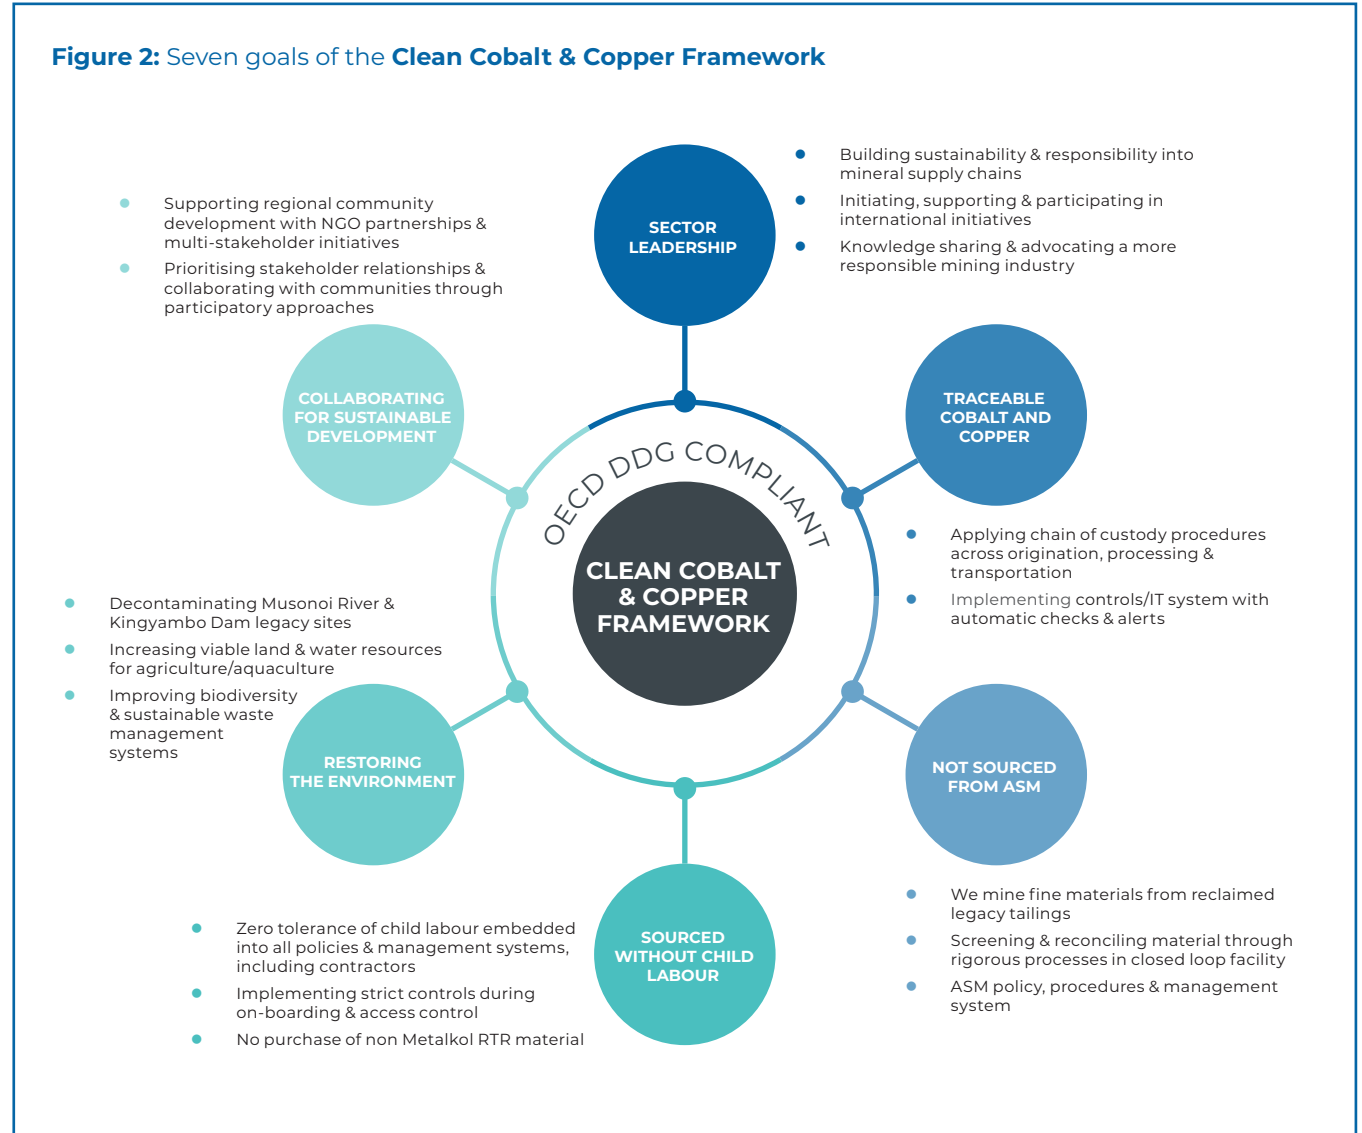 Figure 2: Seven goals of the Clean Cobalt & Copper Framework
SECTOR
LEADERSHIP
Building sustainability & responsibility into
mineral supply chains
Initiating, supporting & participating in
international initiatives
Knowledge sharing & advocating a more
responsible mining industry
Supporting regional community
development with NGO partnerships &
multi-stakeholder initiatives
Prioritising stakeholder relationships &
collaborating with communities through
participatory approaches
COLLABORATING
FOR SUSTAINABLE
DEVELOPMENT
TRACEABLE
COBALT AND
COPPER
Applying chain of custody procedures
across origination, processing &
transportation
Implementing controls/IT system with
automatic checks & alerts
OECD DDG COMPLIANT
CLEAN COBALT
& COPPER
FRAMEWORK
Decontaminating Musonoi River &
Kingyambo Dam legacy sites
Increasing viable land & water resources
for agriculture/aquaculture
Improving biodiversity
& sustainable waste
management
systems
RESTORING
THE ENVIRONMENT
NOT SOURCED
FROM ASM
We mine fine materials from reclaimed
legacy tailings
Screening & reconciling material through
rigorous processes in closed loop facility
ASM policy, procedures & management
system
SOURCED
WITHOUT CHILD
LABOUR
Zero tolerance of child labour embedded
into all policies & management systems,
including contractors
Implementing strict controls during
on-boarding & access control
No purchase of non Metalkol RTR material